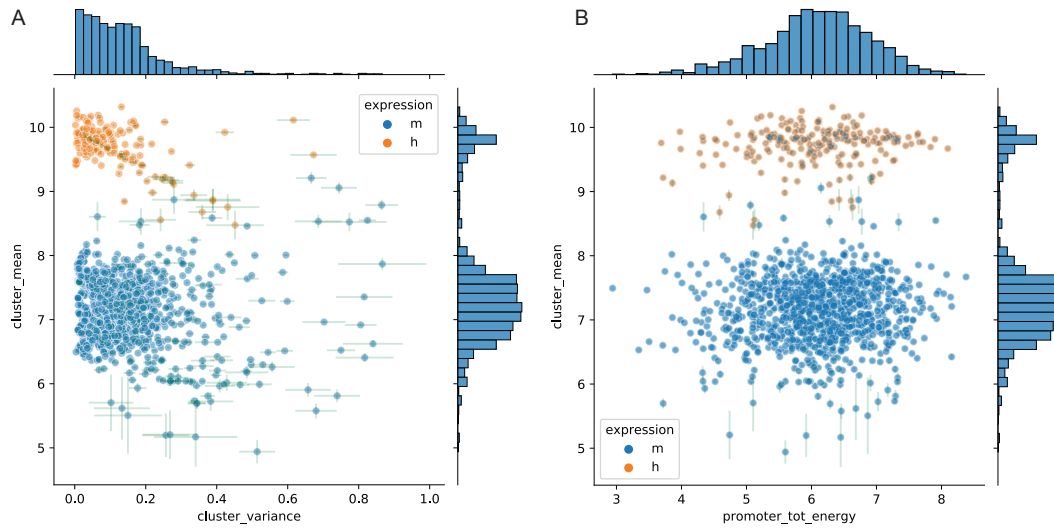 A
B
expression
m
h
10
9
8
7
6
5
cluster_mean
0.0 0.2 0.4 0.6 0.8 1.0
cluster_variance
10
9
8
7
6
5
cluster_mean
expression
m
h
3 4 5 6 7 8
promoter_tot_energy